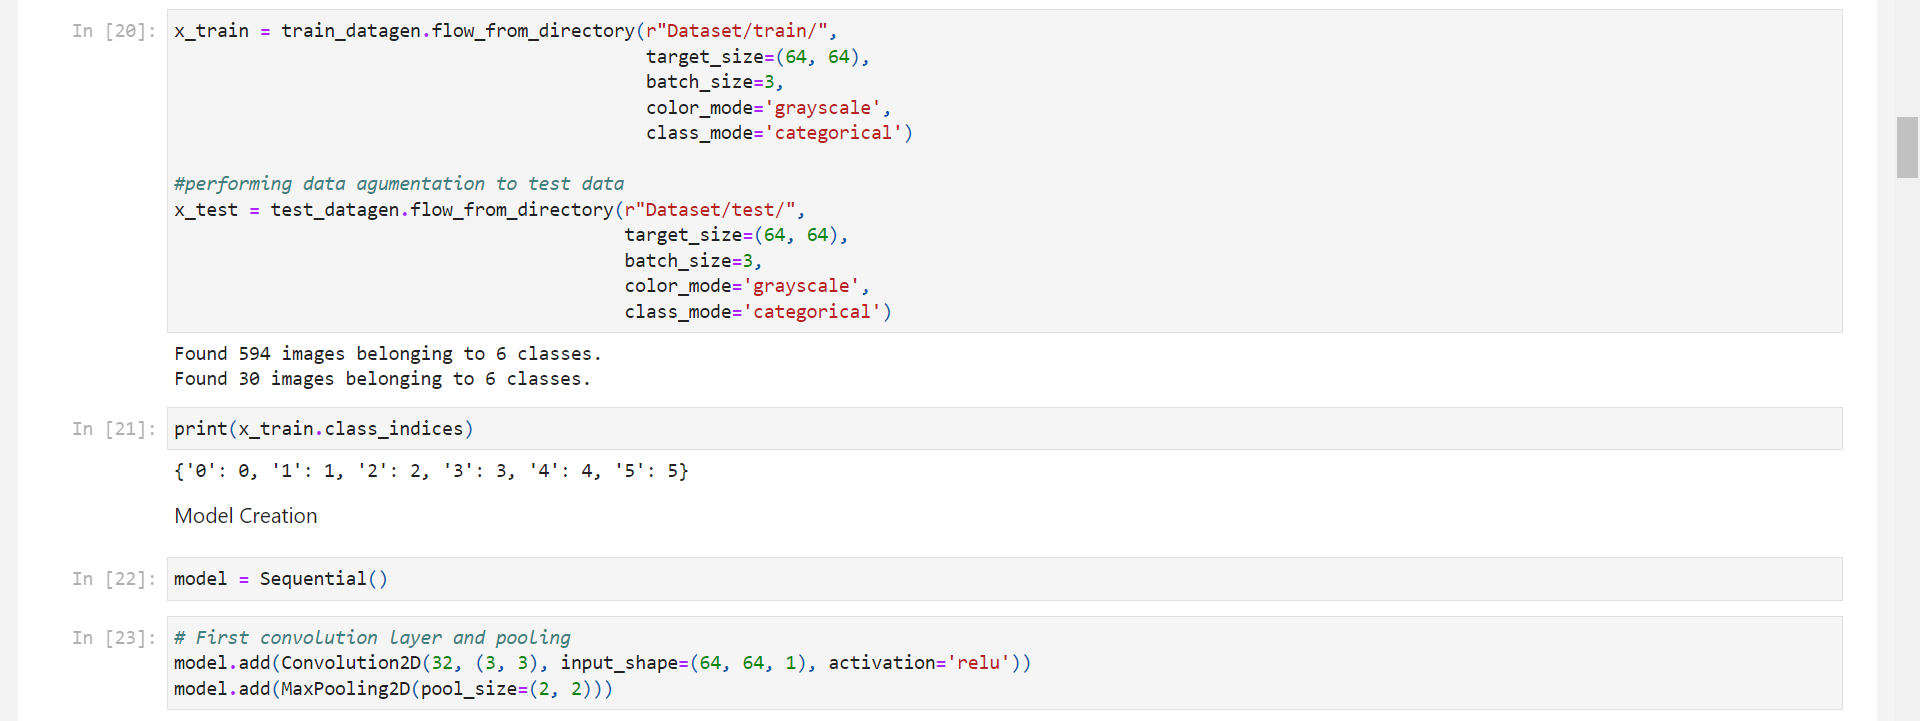 In [20]: x_train = train_datagen.flow_from_directory(r"Dataset/train/",
target_size=(64, 64),
batch_size=3,
color_mode='grayscale',
class_mode='categorical')
#performing data agumentation to test data
x_test = test_datagen.flow_from_directory(r"Dataset/test/",
target_size=(64, 64),
batch_size=3,
color_mode='grayscale',
class_mode='categorical')
Found 594 images belonging to 6 classes.
Found 30 images belonging to 6 classes.
In [21]: print(x_train.class_indices)
{'0': 0, '1': 1, '2': 2, '3': 3, '4': 4, '5': 5}
Model Creation
In [22]: model = Sequential()
In [23]: # First convolution layer and pooling
model.add(Convolution2D(32, (3, 3), input_shape=(64, 64, 1), activation='relu'))
model.add(MaxPooling2D(pool_size=(2, 2)))